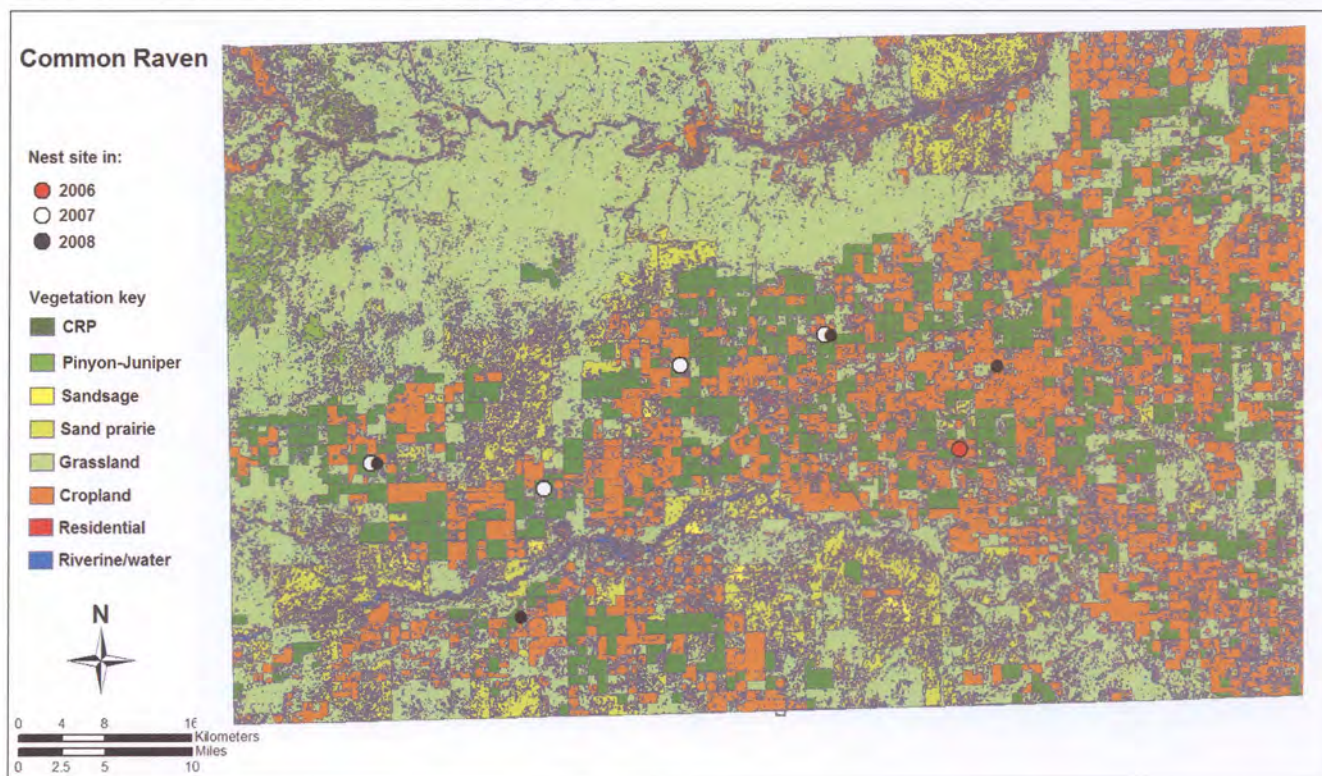 Common Raven
Nest site in:
2006
2007
2008
Vegetation key
CRP
Pinyon-Juniper
Sandsage
Sand prairie
Grassland
Cropland
Residential
Riverine/water
N
0 4 8 16
Kilometers
Miles
0 2.5 5 10